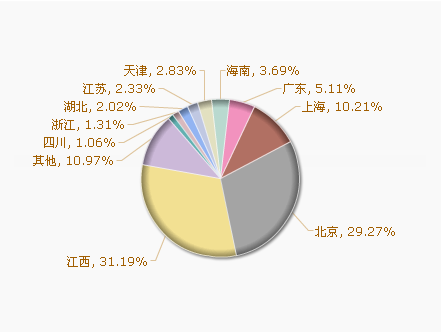 天津, 2.83%
海南, 3.69%
江苏, 2.33%
广东, 5.11%
湖北, 2.02%
上海, 10.21%
浙江, 1.31%
四川, 1.06%
其他, 10.97%
北京, 29.27%
江西, 31.19%